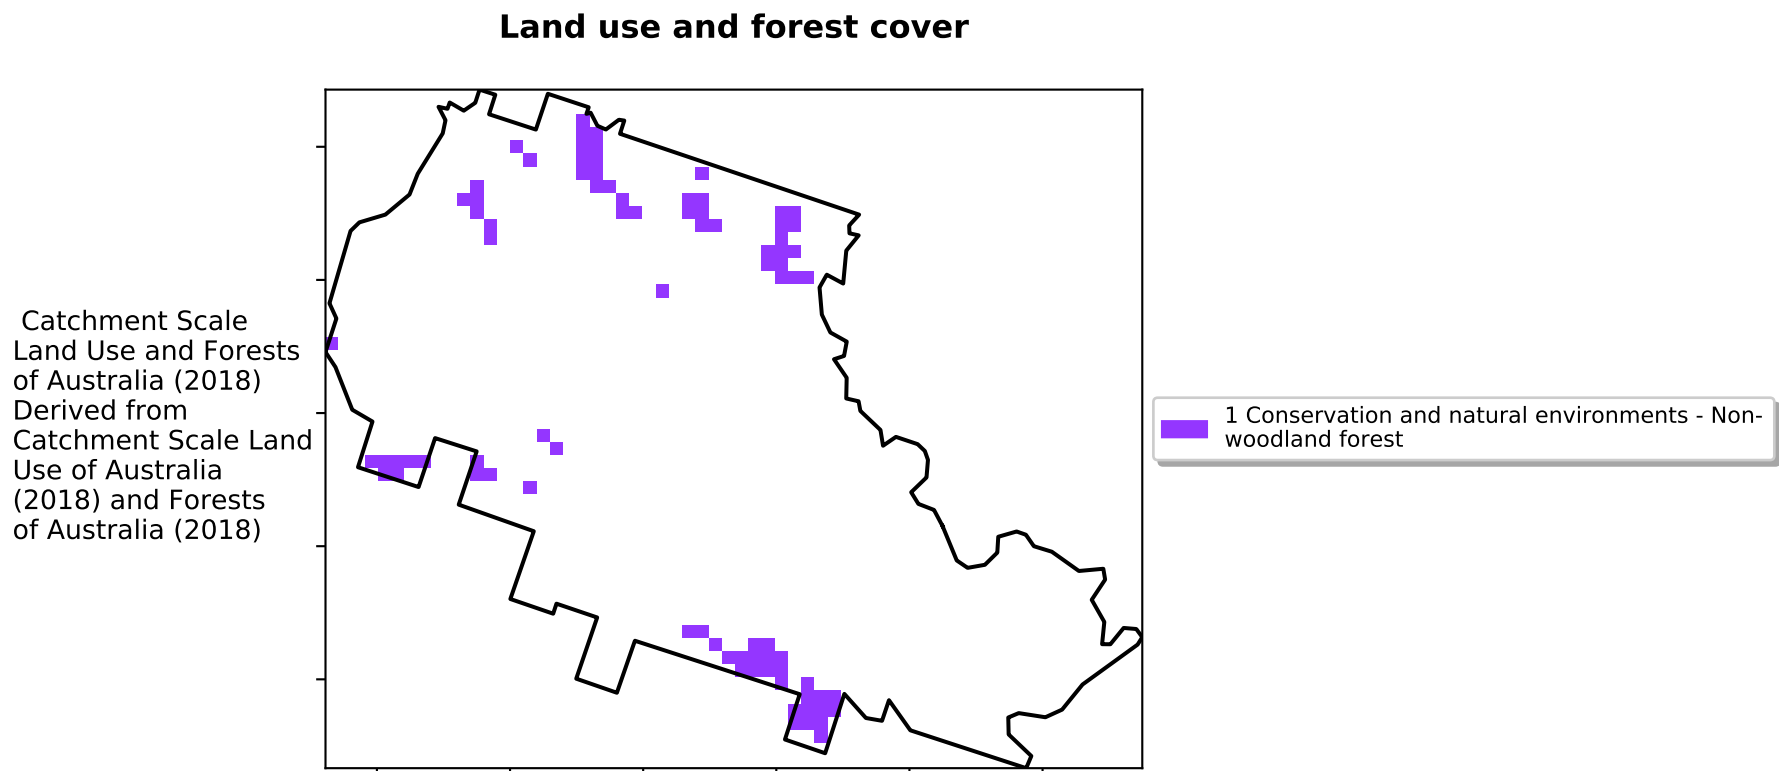 Land use and forest cover
Catchment Scale
Land Use and Forests
of Australia (2018)
Derived from
Catchment Scale Land
Use of Australia
(2018) and Forests
of Australia (2018)
1 Conservation and natural environments - Non-
woodland forest